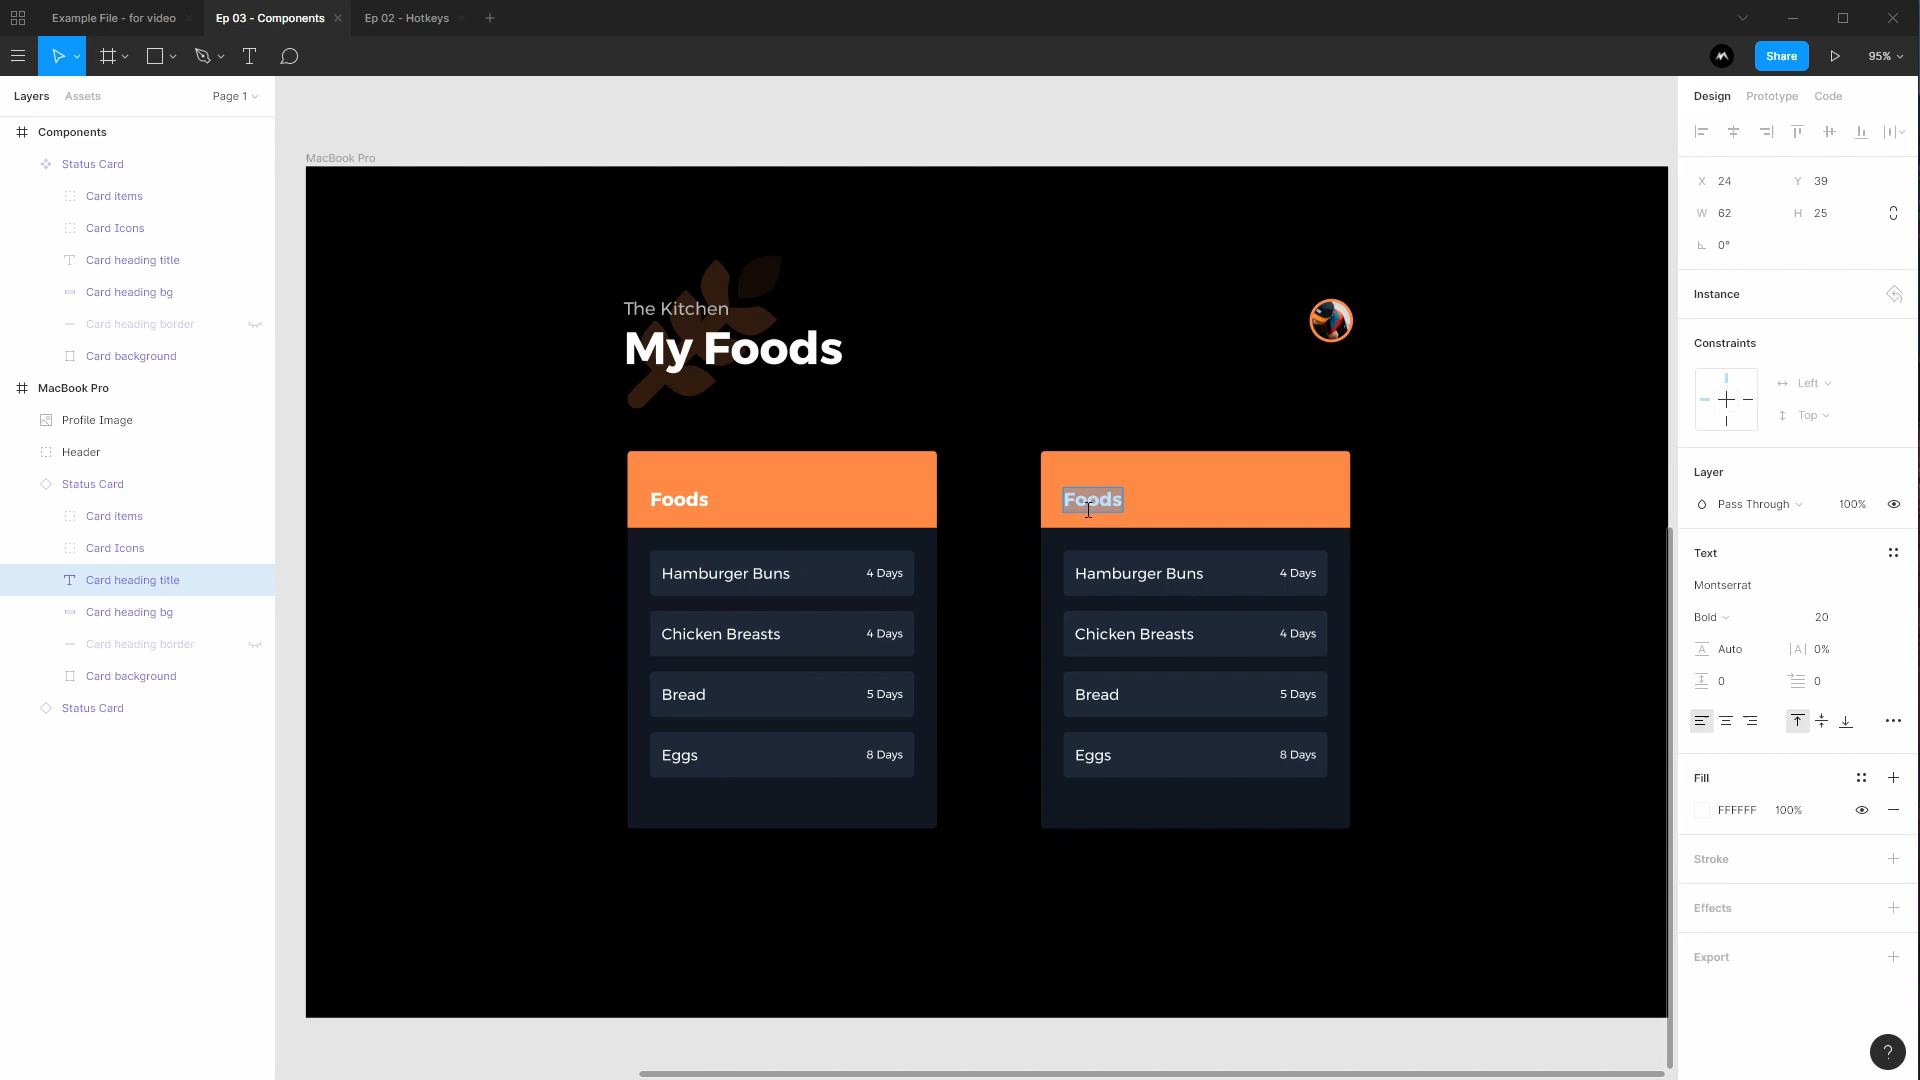 Example File - for video
Ep 03 - Components
Ep 02 - Hotkeys
Share
95%
Layers
Assets
Page 1
Components
Status Card
Card items
Card Icons
Card heading title
Card heading bg
Card heading border
Card background
MacBook Pro
Profile Image
Header
Status Card
Card items
Card Icons
Card heading title
Card heading bg
Card heading border
Card background
Status Card
MacBook Pro
The Kitchen
My Foods
Foods
Hamburger Buns 4 Days
Chicken Breasts 4 Days
Bread 5 Days
Eggs 8 Days
Foods
Hamburger Buns 4 Days
Chicken Breasts 4 Days
Bread 5 Days
Eggs 8 Days
Design Prototype Code
X 24 Y 39
W 62 H 25
0°
Instance
Constraints
Left
Top
Layer
Pass Through 100%
Text
Montserrat
Bold 20
A Auto |A| 0%
0 0
Fill
FFFFFF 100%
Stroke
Effects
Export
?